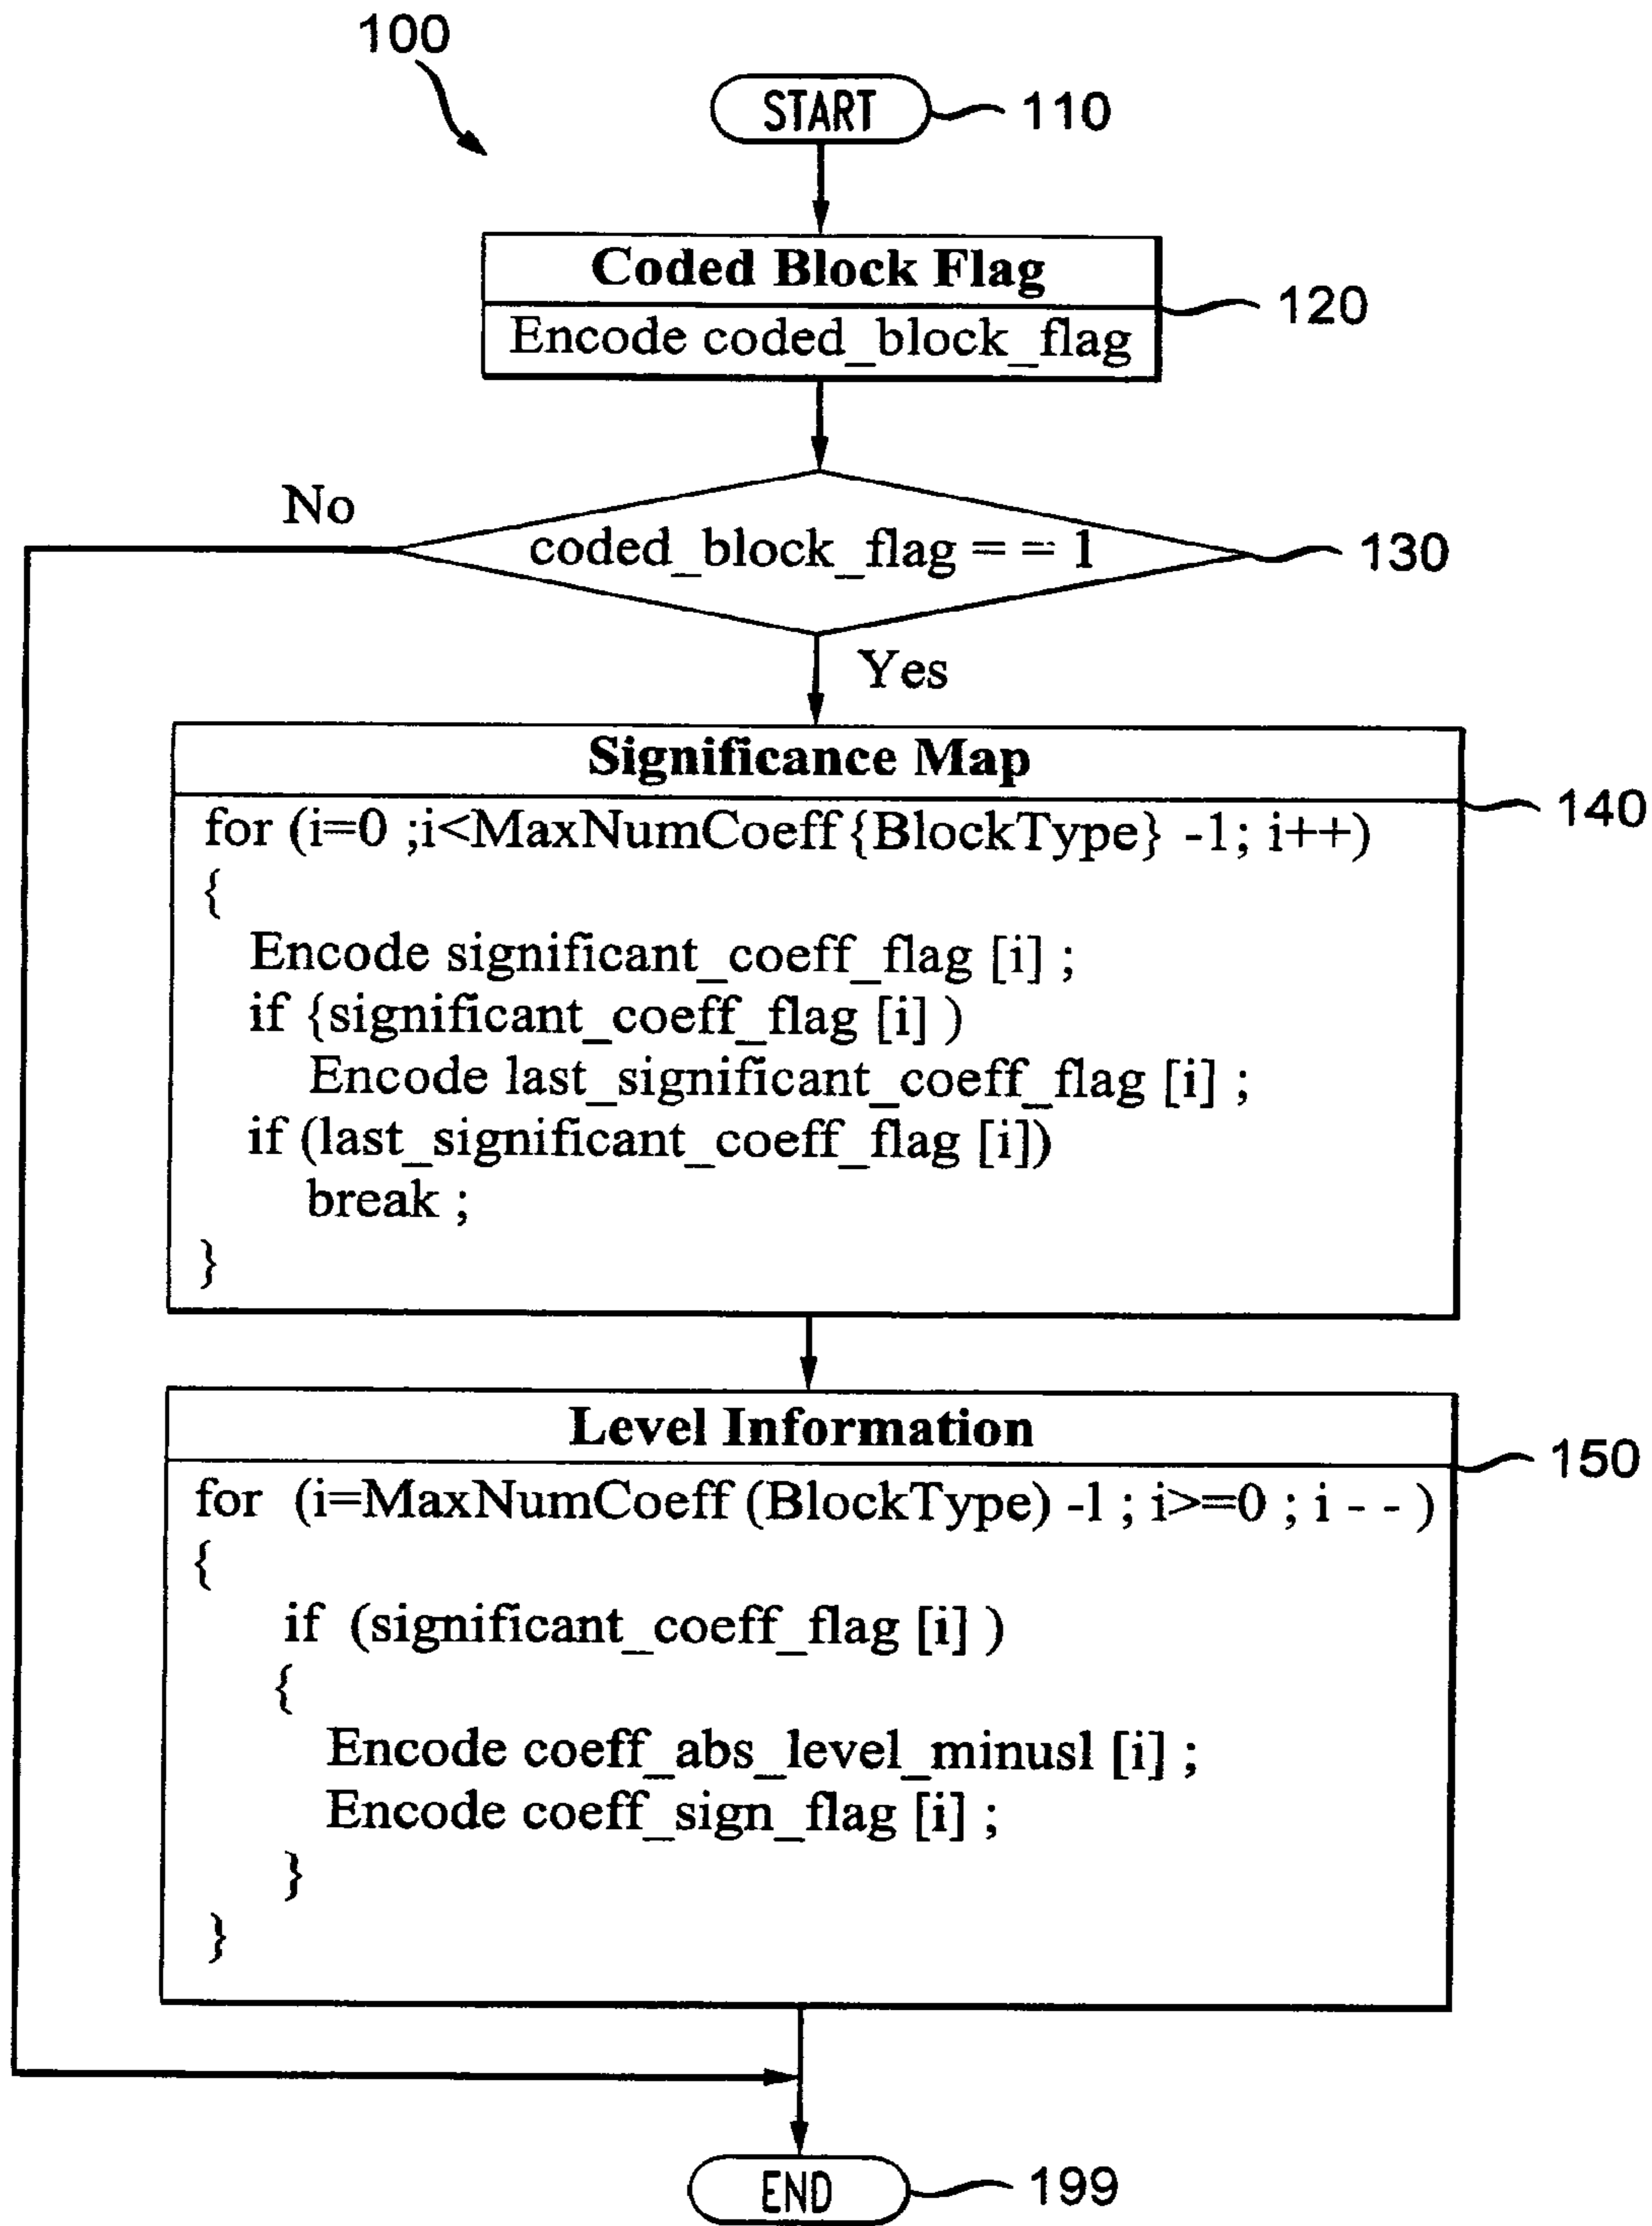 100
START
110
Coded Block Flag
120
Encode coded_block_flag
No
coded_block_flag = = 1
130
Yes
Significance Map
140
for (i=0 ;i<MaxNumCoeff {BlockType} -1; i++)
{
Encode significant_coeff_flag [i] ;
if {significant_coeff_flag [i] )
Encode last_significant_coeff_flag [i] ;
if (last_significant_coeff_flag [i])
break ;
}
Level Information
150
for (i=MaxNumCoeff (BlockType) -1 ; i>=0 ; i - - )
{
if (significant_coeff_flag [i] )
{
Encode coeff_abs_level_minusl [i] ;
Encode coeff_sign_flag [i] ;
}
}
END
199